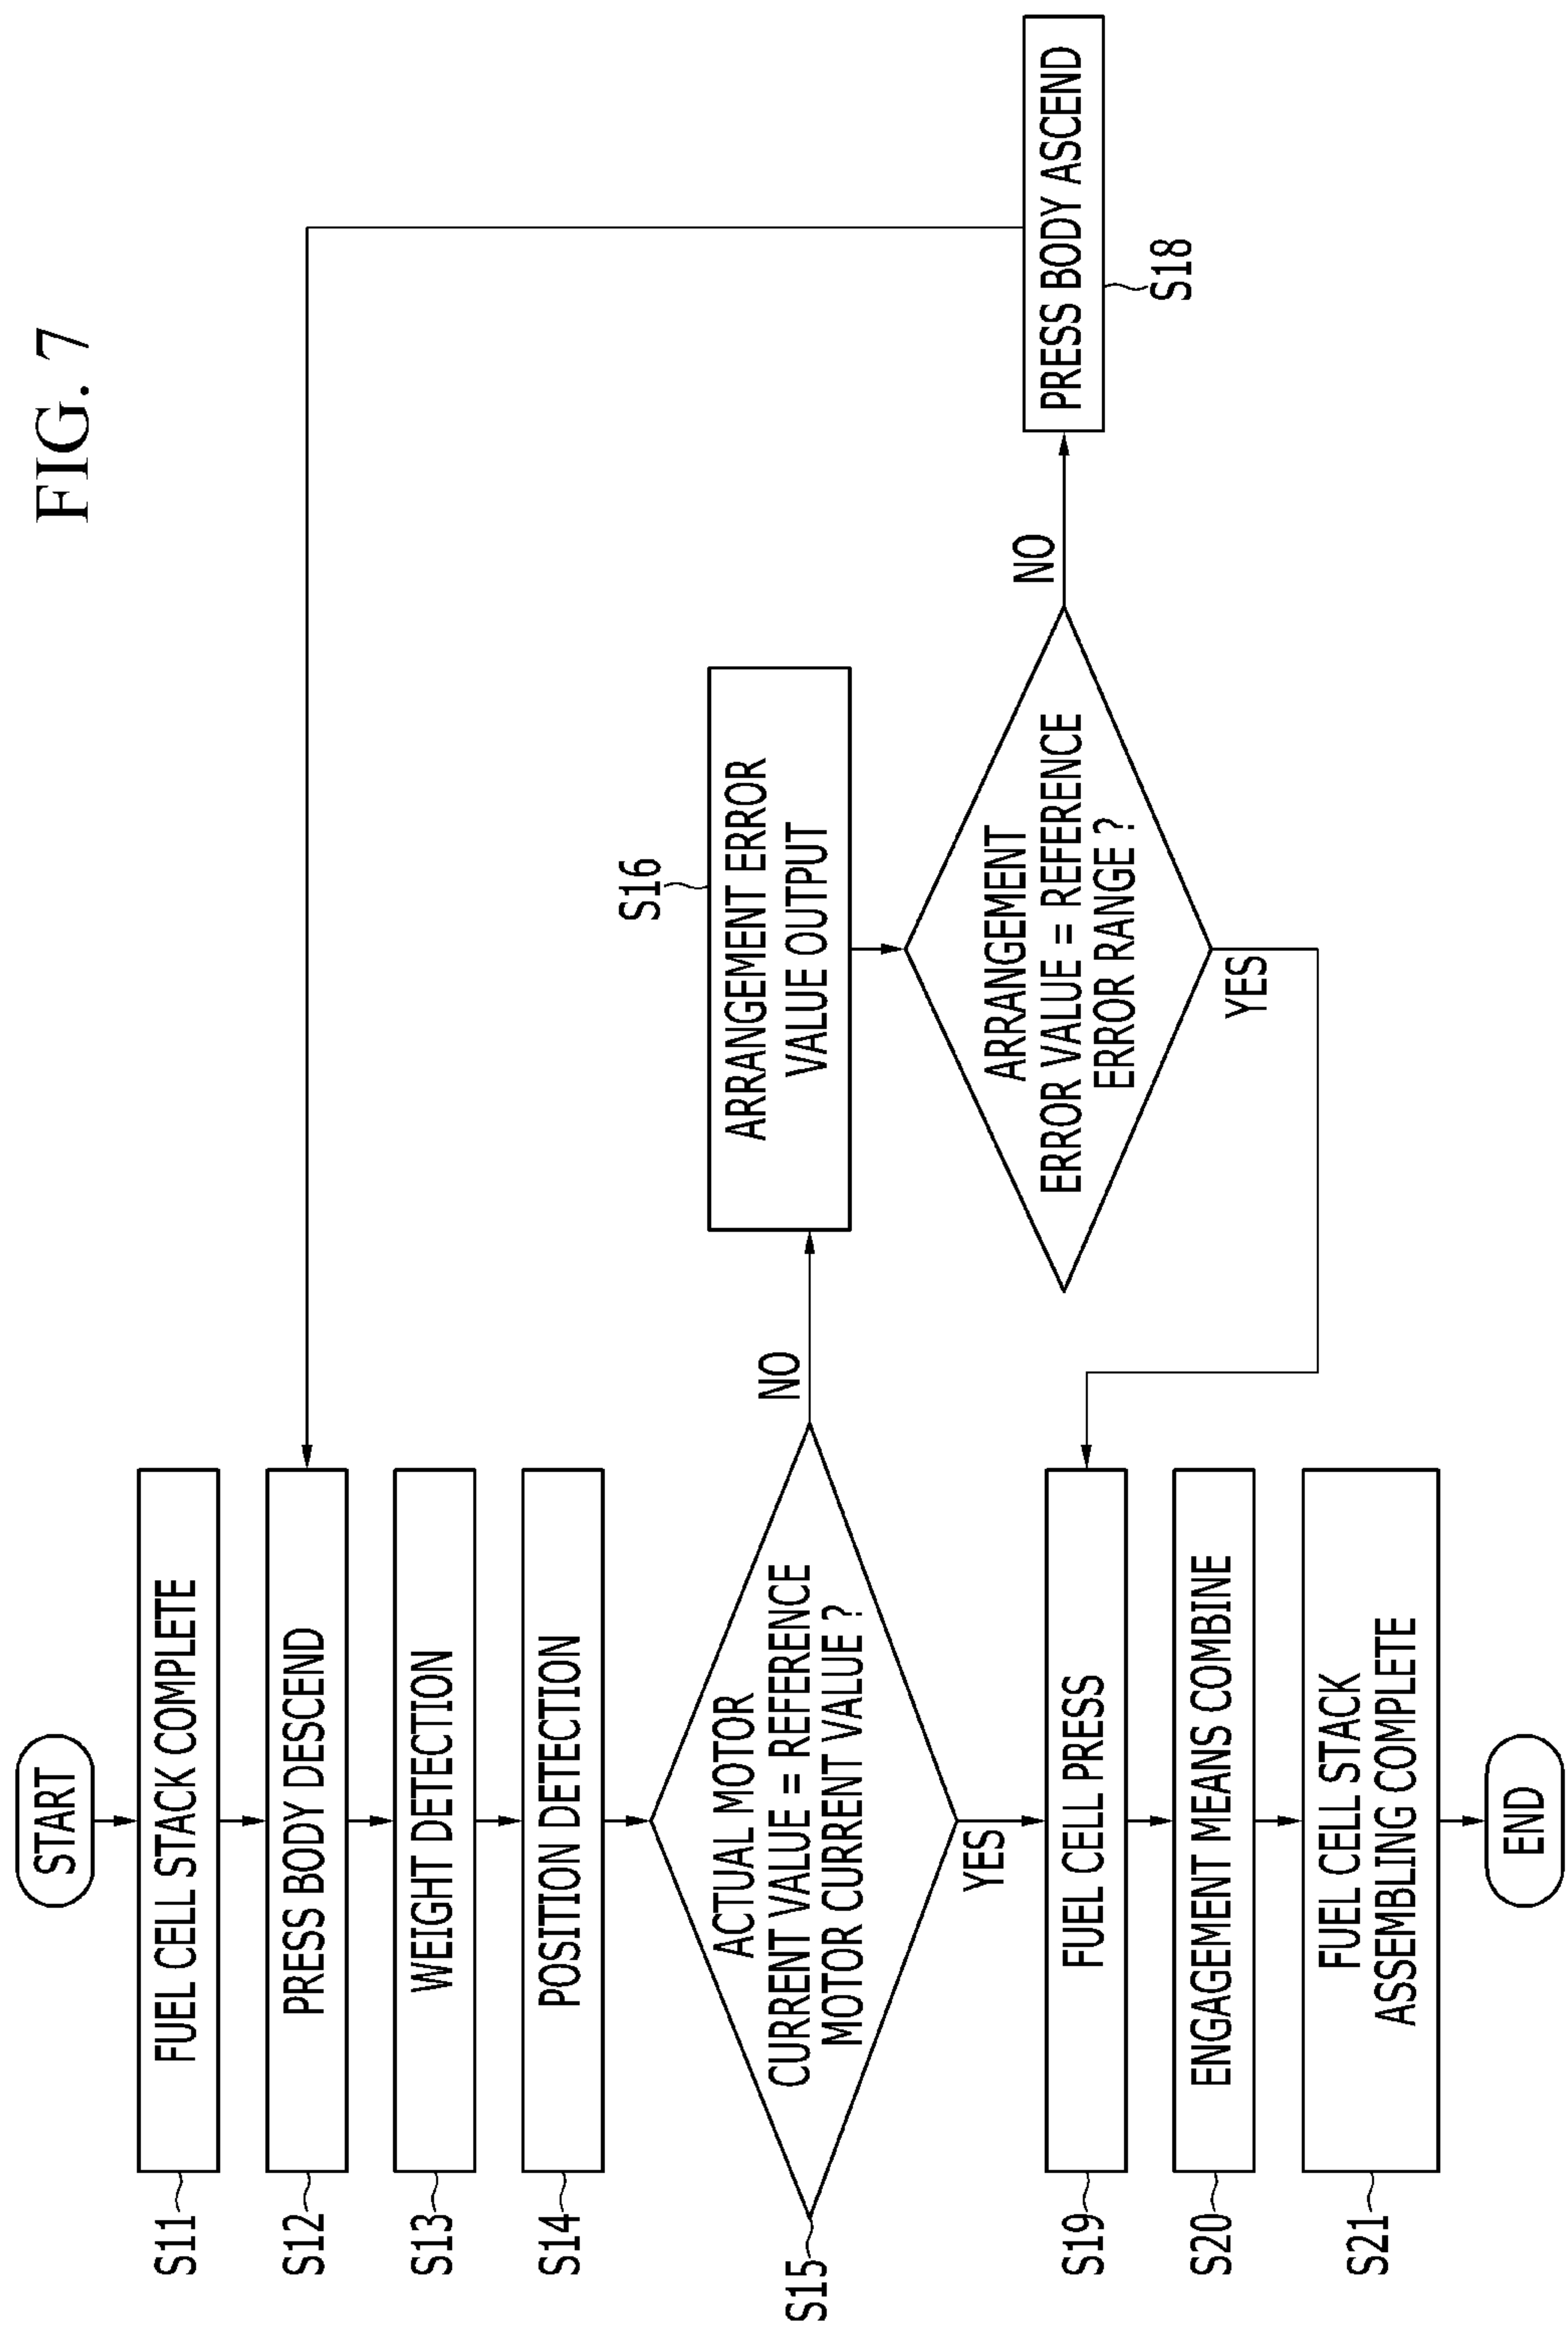 FIG. 7
START
S11
FUEL CELL STACK COMPLETE
S12
PRESS BODY DESCEND
S13
WEIGHT DETECTION
S14
POSITION DETECTION
S15
ACTUAL MOTOR
CURRENT VALUE = REFERENCE
MOTOR CURRENT VALUE ?
NO
YES
S16
ARRANGEMENT ERROR
VALUE OUTPUT
ARRANGEMENT
ERROR VALUE = REFERENCE
ERROR RANGE ?
NO
YES
PRESS BODY ASCEND
S18
S19
FUEL CELL PRESS
S20
ENGAGEMENT MEANS COMBINE
S21
FUEL CELL STACK
ASSEMBLING COMPLETE
END